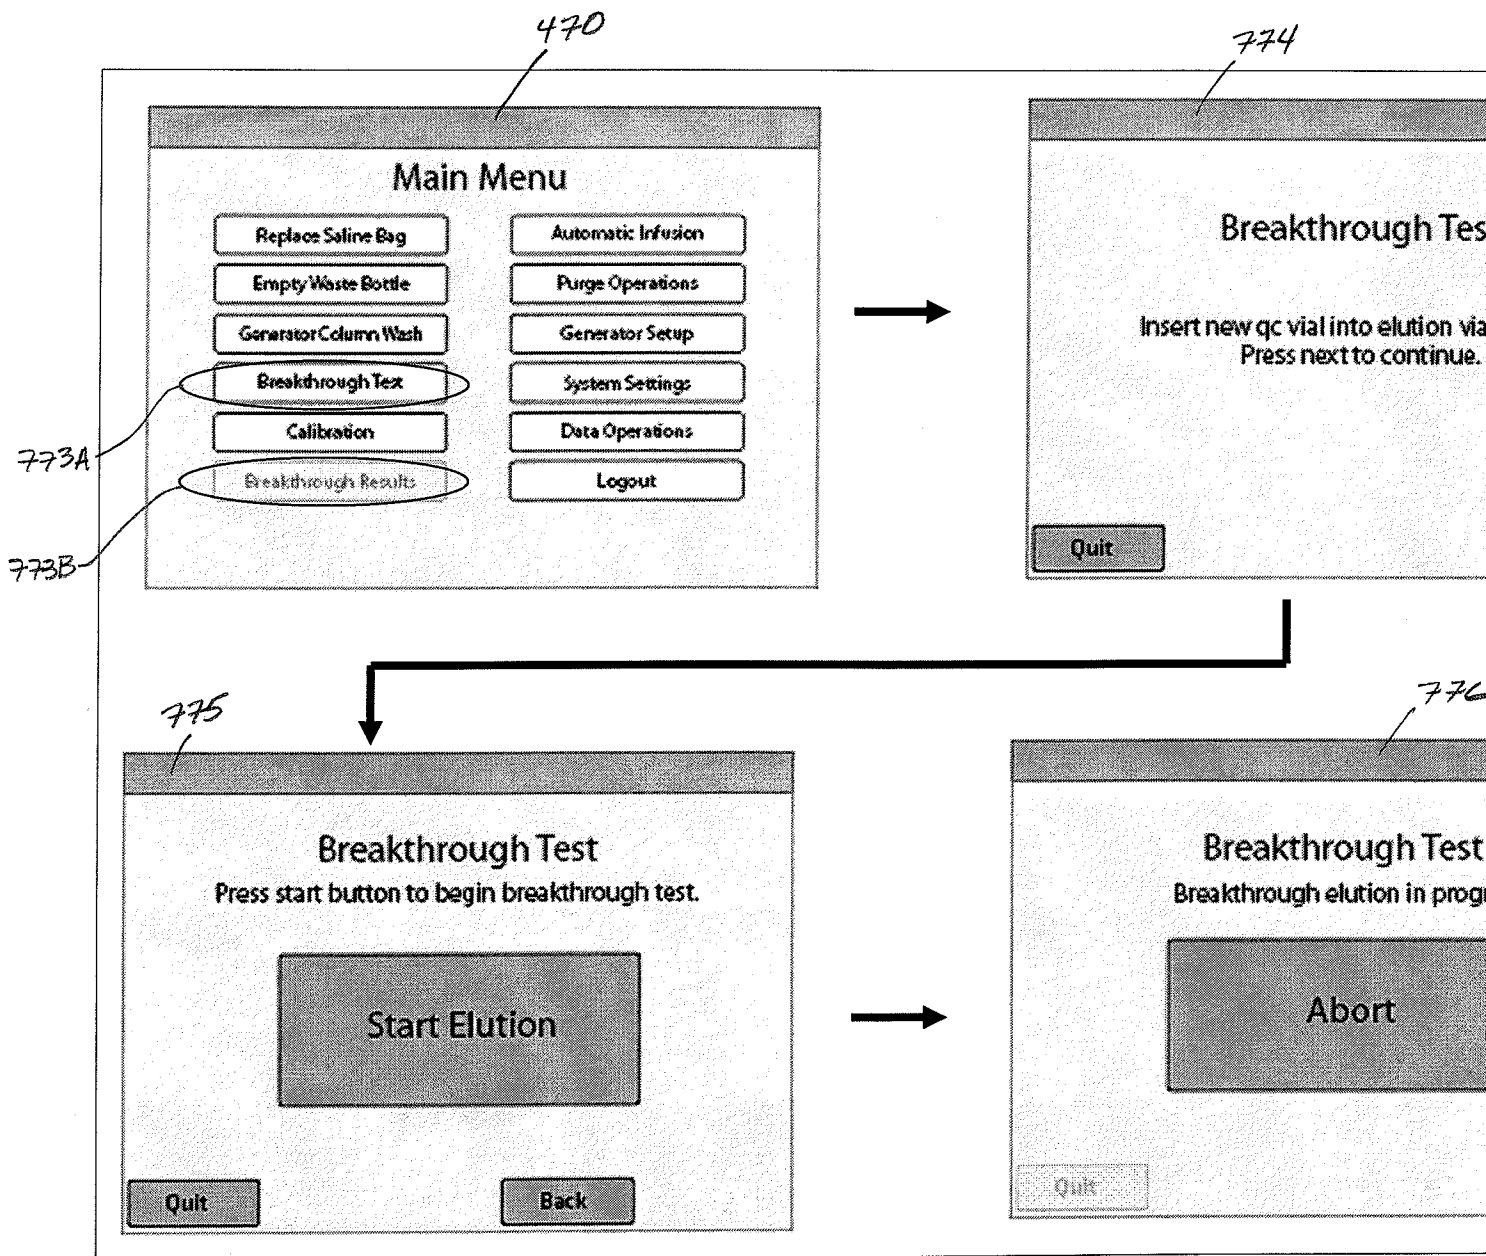 470
774
Main Menu
Replace Saline Bag
Automatic Infusion
Empty Waste Bottle
Purge Operations
Generator Column Wash
Generator Setup
Breakthrough Test
System Settings
Calibration
Data Operations
Breakthrough Results
Logout
773A
773B
Breakthrough Tes
Insert new qc vial into elution via
Press next to continue.
Quit
775
776
Breakthrough Test
Press start button to begin breakthrough test.
Start Elution
Quit
Back
Breakthrough Test
Breakthrough elution in progr
Abort
Quit